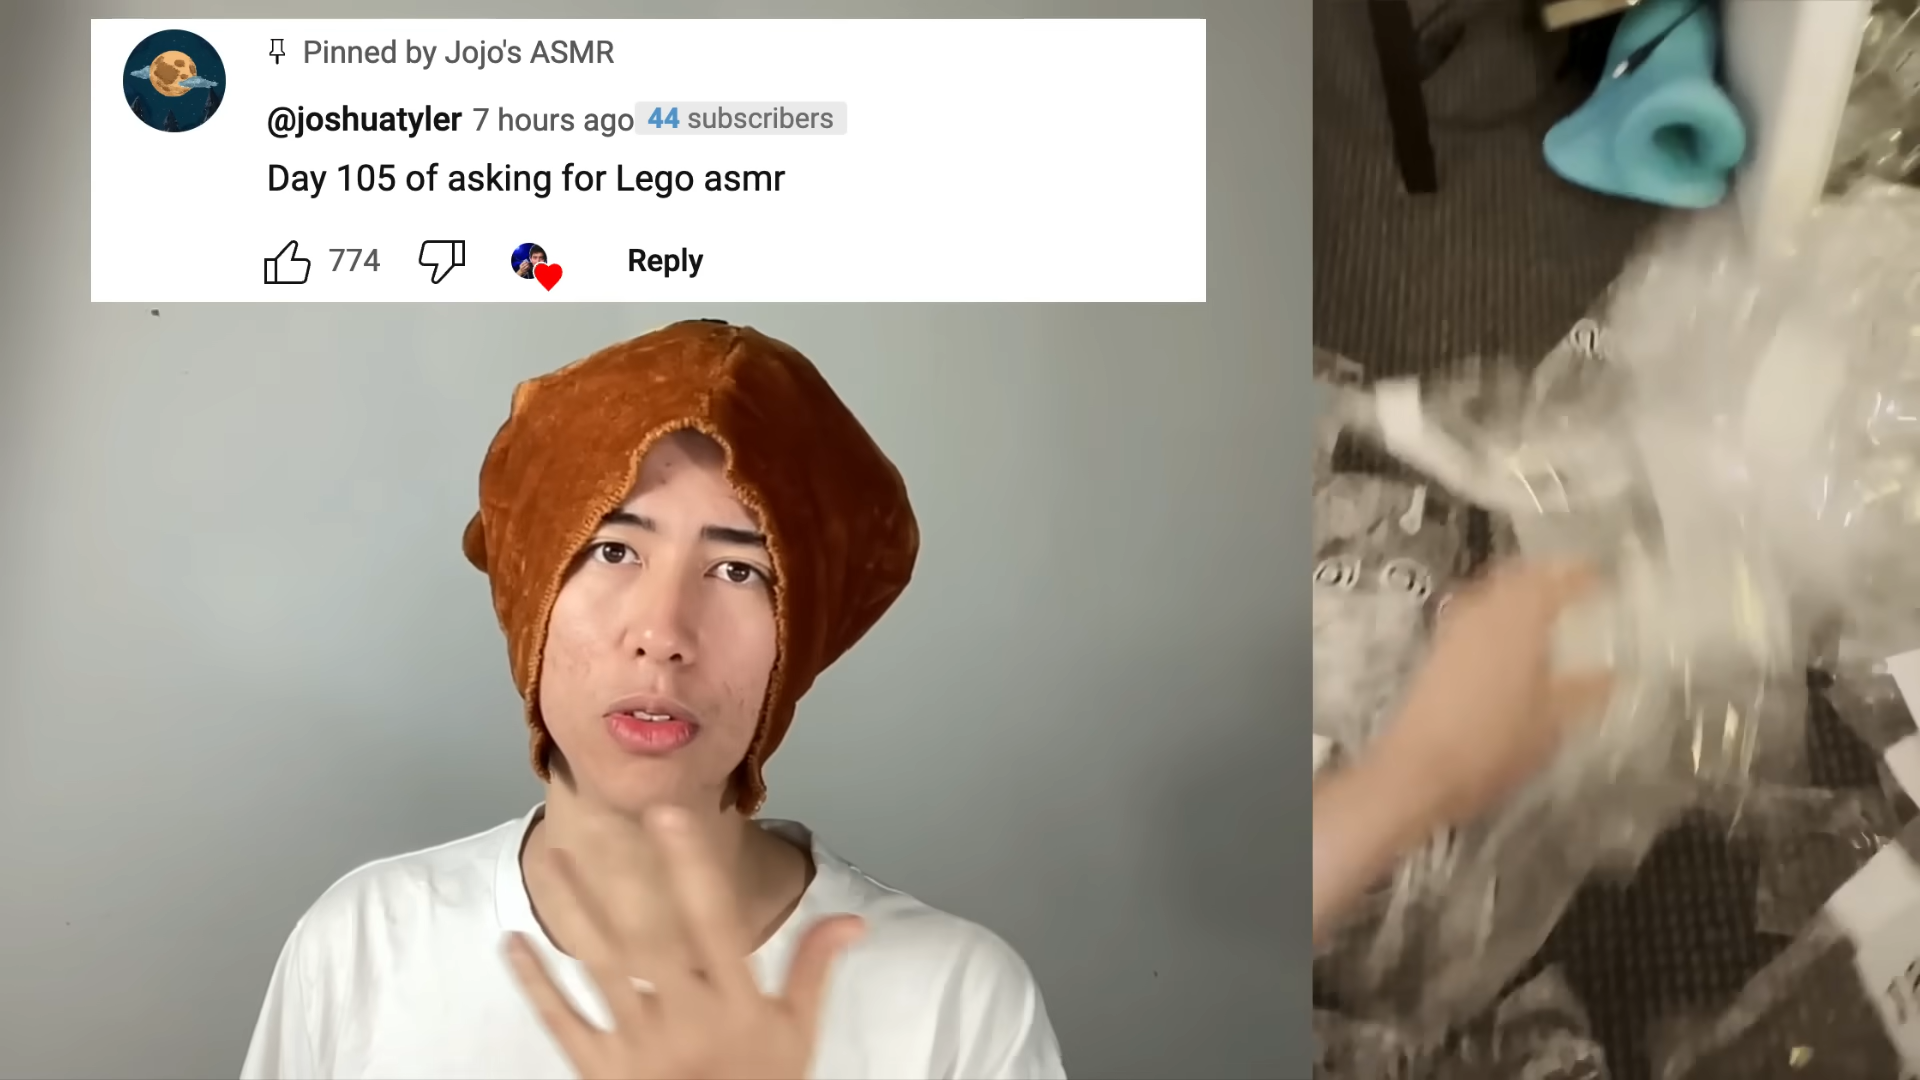 Pinned by Jojo's ASMR
@joshuatyler 7 hours ago 44 subscribers
Day 105 of asking for Lego asmr
774 Reply